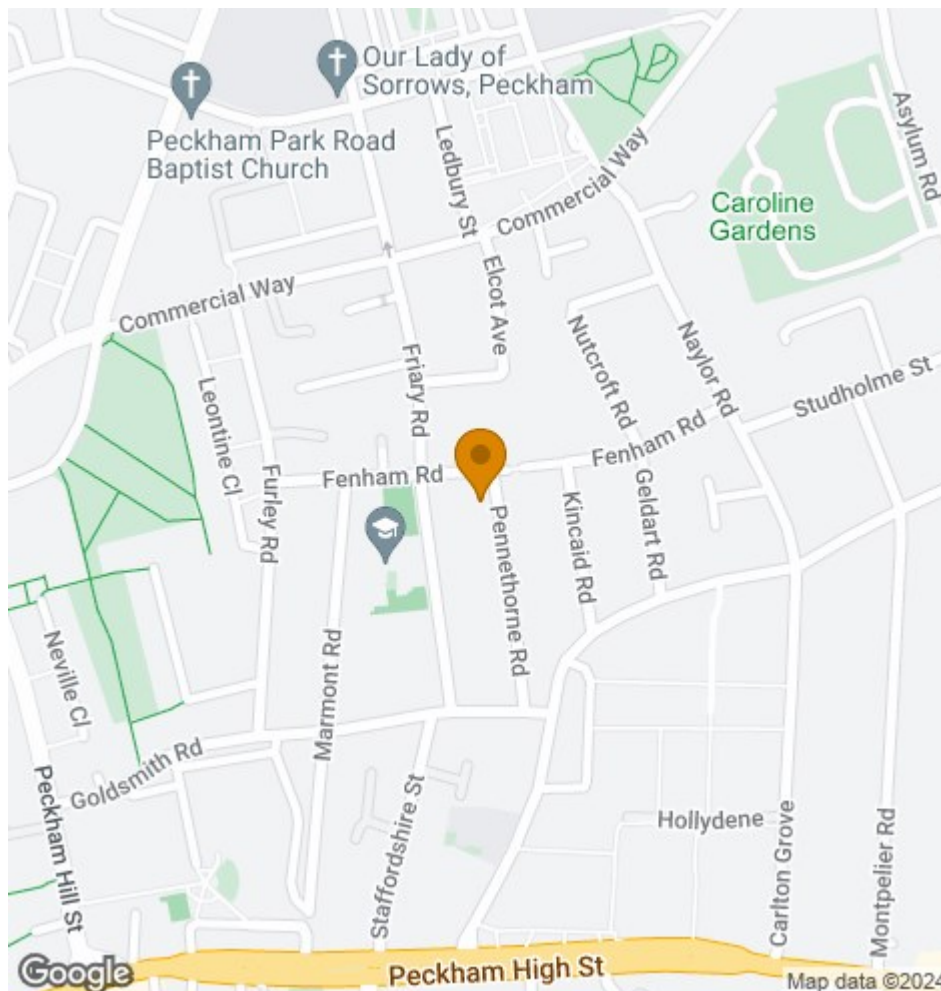 Our Lady of
Sorrows, Peckham
Peckham Park Road
Baptist Church
Ledbury St
Commercial Way
Asylum Rd
Caroline
Gardens
Elcot Ave
Commercial Way
Nutcroft Rd
Naylor Rd
Friary Rd
Leontine Cl
Studholme St
Furley Rd
Fenham Rd
Fenham Rd
Geldart Rd
Kincaid Rd
Pennethorne Rd
Neville Cl
Marmont Rd
Goldsmith Rd
Peckham Hill St
Staffordshire St
Hollydene
Carlton Grove
Montpelier Rd
Google
Peckham High St
Map data ©2024